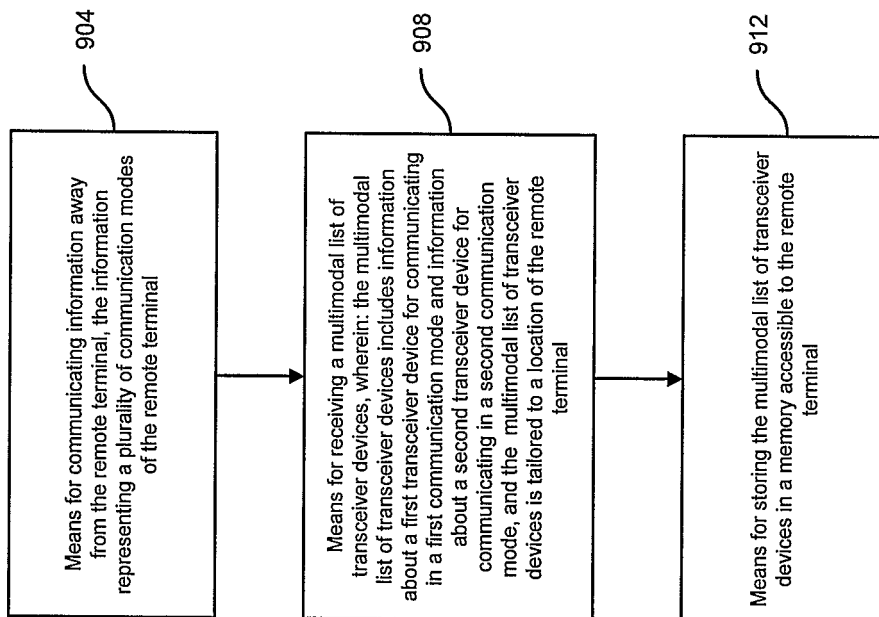 904
Means for communicating information away
from the remote terminal, the information
representing a plurality of communication modes
of the remote terminal
908
Means for receiving a multimodal list of
transceiver devices, wherein: the multimodal
list of transceiver devices includes information
about a first transceiver device for communicating
in a first communication mode and information
about a second transceiver device for
communicating in a second communication
mode, and the multimodal list of transceiver
devices is tailored to a location of the remote
terminal
912
Means for storing the multimodal list of transceiver
devices in a memory accessible to the remote
terminal